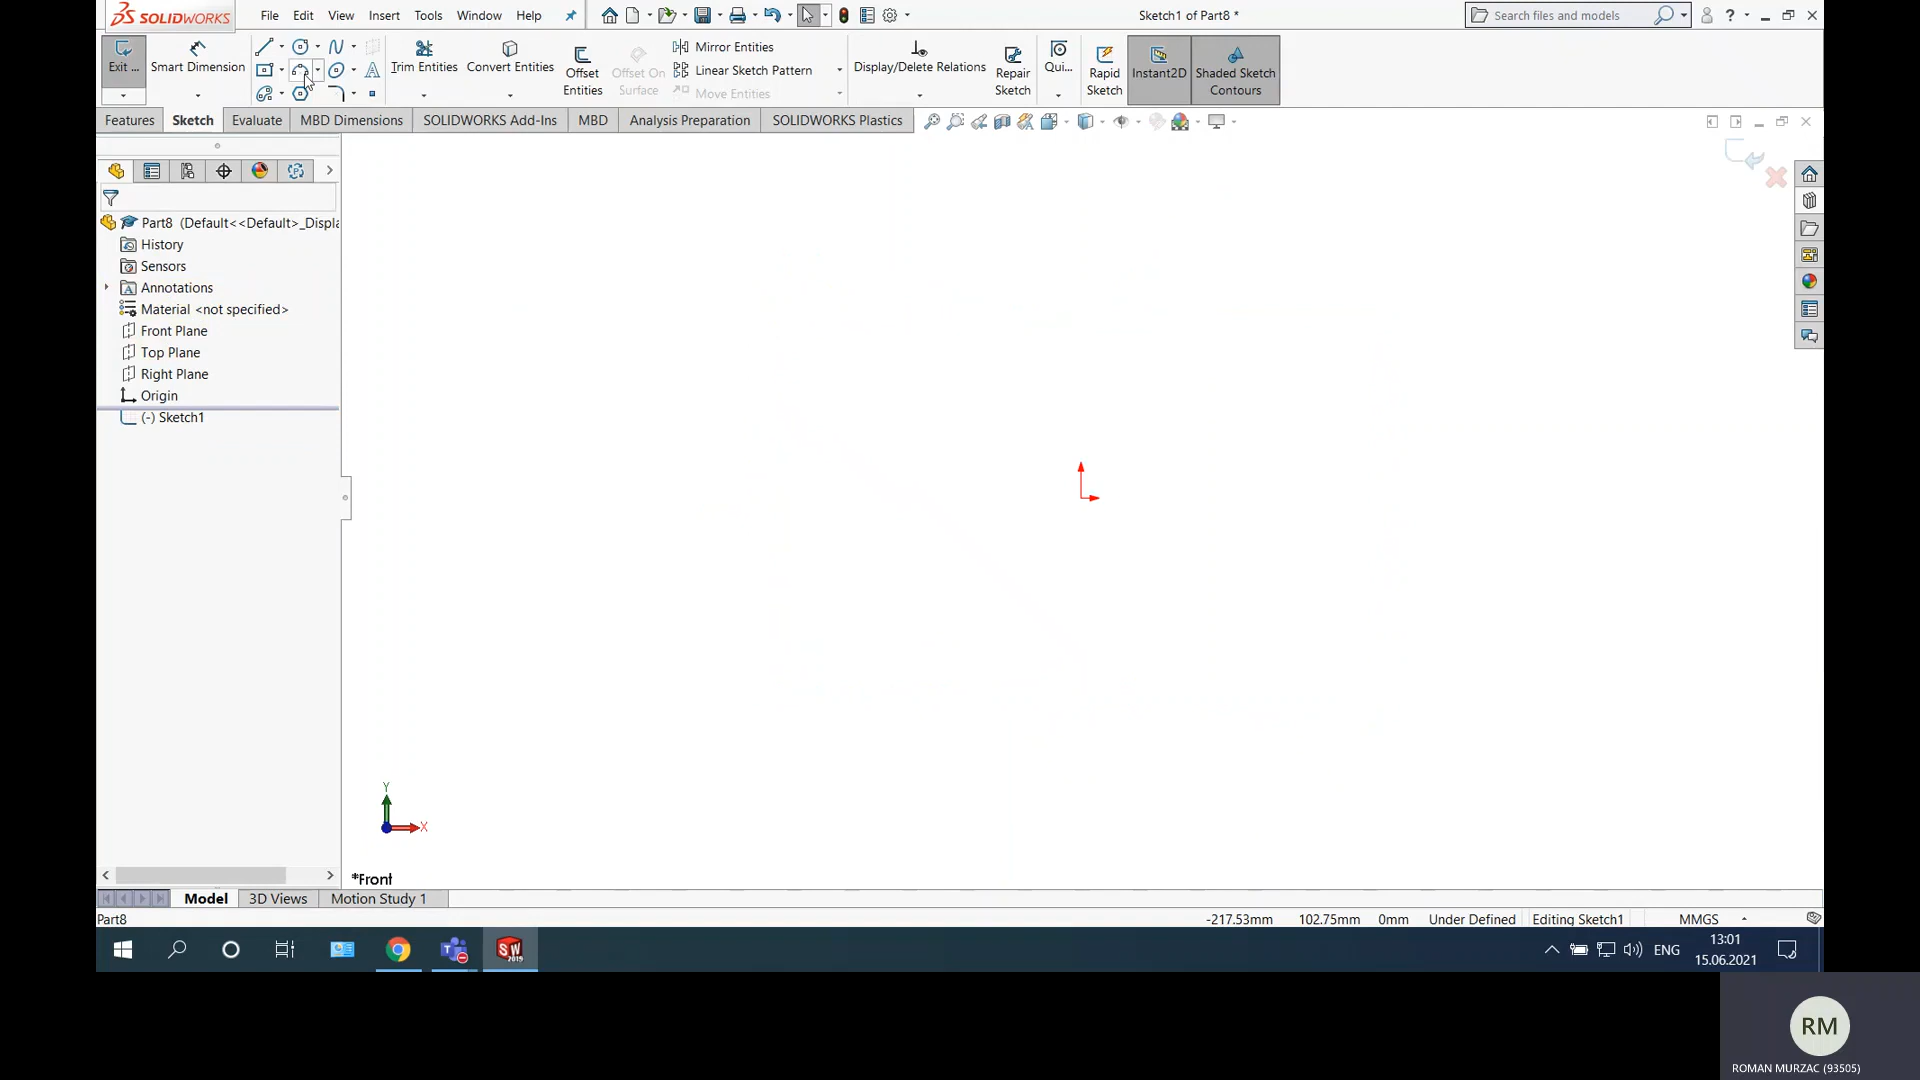 SOLIDWORKS File Edit View Insert Tools Window Help Sketch1 of Part8 * Search files and models ?
Exit ... Smart Dimension Trim Entities Convert Entities Offset Entities Offset On Surface Mirror Entities Linear Sketch Pattern Move Entities Display/Delete Relations Repair Sketch Qui... Rapid Sketch Instant2D Shaded Sketch Contours
Features Sketch Evaluate MBD Dimensions SOLIDWORKS Add-Ins MBD Analysis Preparation SOLIDWORKS Plastics
Part8 (Default<<Default>_Displa
History
Sensors
Annotations
Material <not specified>
Front Plane
Top Plane
Right Plane
Origin
(-) Sketch1
Y
X
*Front
Model 3D Views Motion Study 1
Part8 -217.53mm 102.75mm 0mm Under Defined Editing Sketch1 MMGS
SW 2019 ENG 13:01
15.06.2021
RM
ROMAN MURZAC (93505)